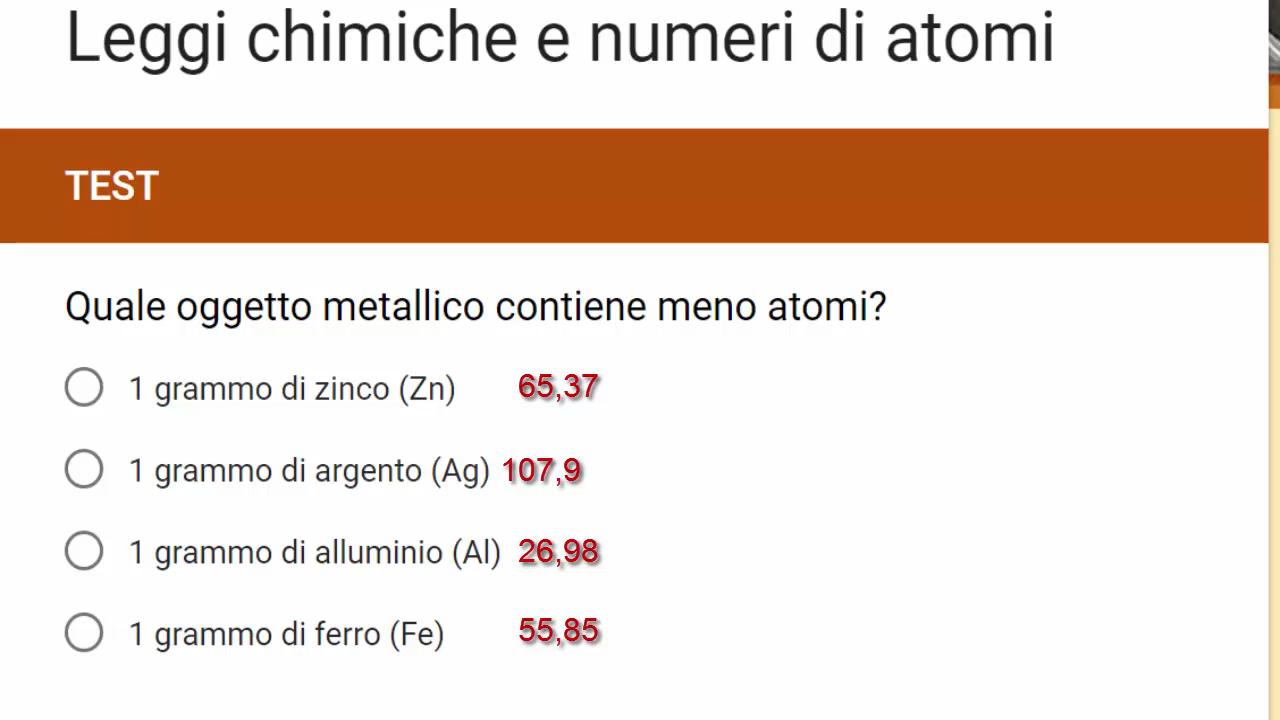 Leggi chimiche e numeri di atomi
TEST
Quale oggetto metallico contiene meno atomi?
1 grammo di zinco (Zn) 65,37
1 grammo di argento (Ag) 107,9
1 grammo di alluminio (Al) 26,98
1 grammo di ferro (Fe) 55,85